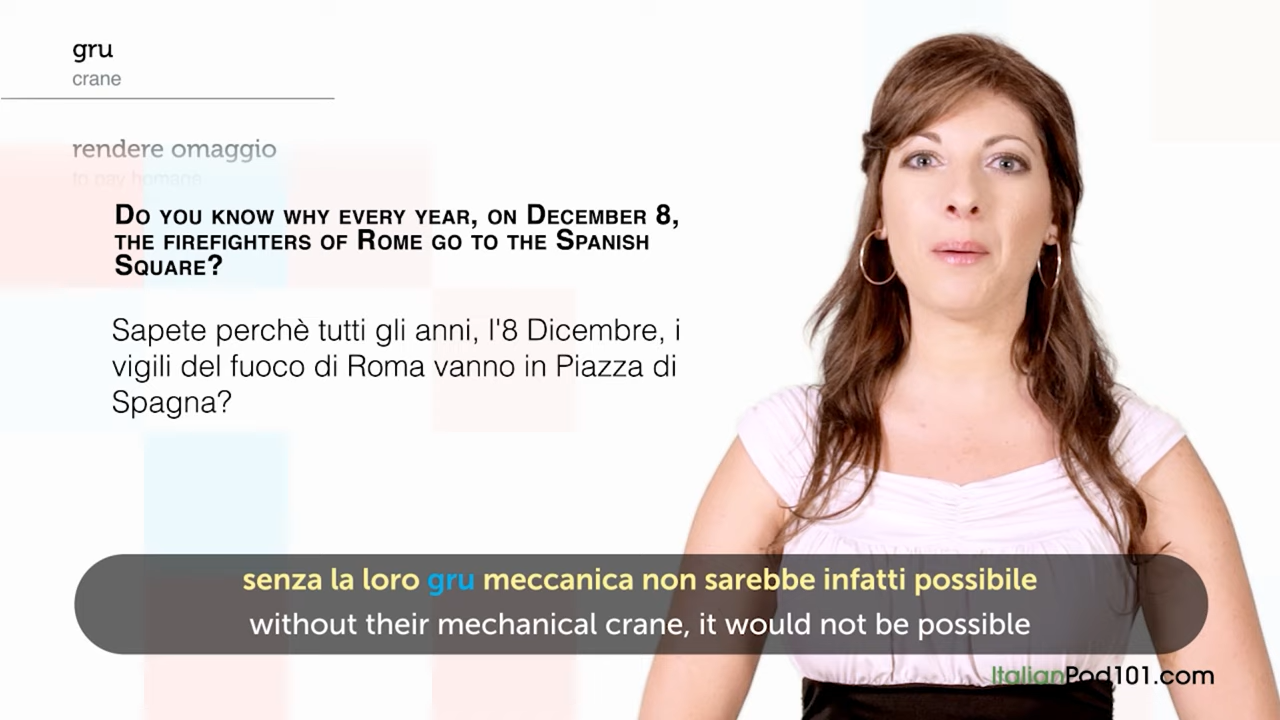 gru
crane
rendere omaggio
to pay homage
Do you know why every year, on December 8,
the firefighters of Rome go to the Spanish
Square?
Sapete perchè tutti gli anni, l'8 Dicembre, i
vigili del fuoco di Roma vanno in Piazza di
Spagna?
senza la loro gru meccanica non sarebbe infatti possibile
without their mechanical crane, it would not be possible
ItalianPod101.com